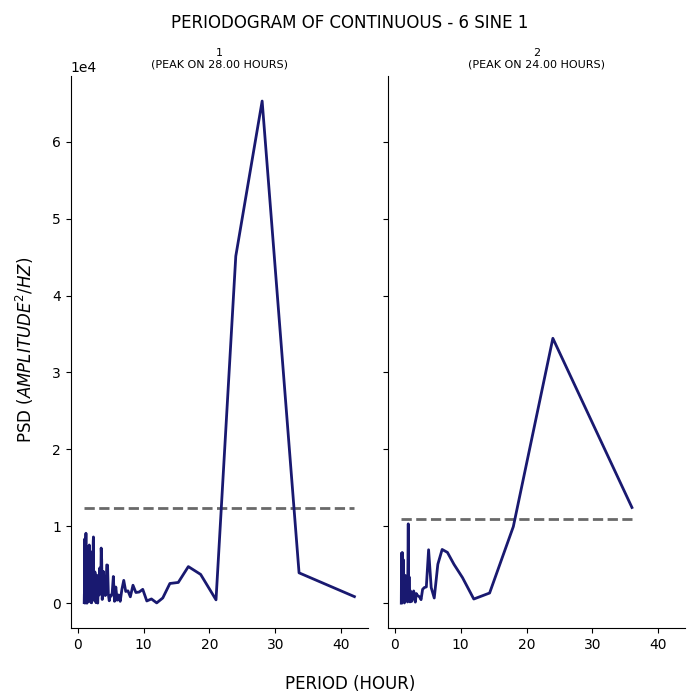 PERIODOGRAM OF CONTINUOUS - 6 SINE 1
1
(PEAK ON 28.00 HOURS)
2
(PEAK ON 24.00 HOURS)
1e4
6
5
4
3
2
1
0
PSD (AMPLITUDE²/HZ)
0 10 20 30 40
0 10 20 30 40
PERIOD (HOUR)